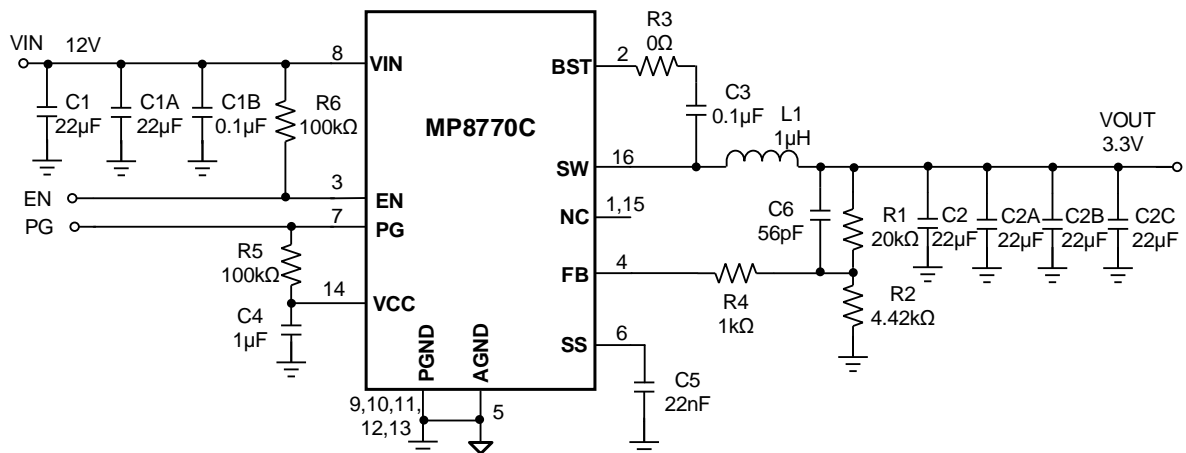 VIN
12V
8
VIN
C1
22µF
C1A
22µF
C1B
0.1µF
R6
100kΩ
EN
3
EN
PG
7
PG
R5
100kΩ
14
VCC
C4
1µF
MP8770C
PGND
AGND
9,10,11,
12,13
5
BST
2
R3
0Ω
C3
0.1µF
L1
1µH
SW
16
NC
1,15
FB
4
R4
1kΩ
C6
56pF
R1
20kΩ
R2
4.42kΩ
SS
6
C5
22nF
VOUT
3.3V
C2
22µF
C2A
22µF
C2B
22µF
C2C
22µF